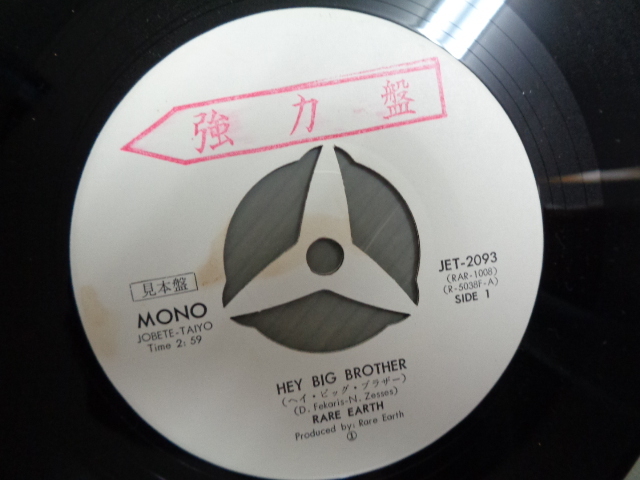 強力盤
見本盤
MONO
JOBETE-TAIYO
Time 2: 59
JET-2093
(RAR-1008)
(R-5038F-A)
SIDE 1
HEY BIG BROTHER
(ヘイ・ビッグ・ブラザー)
(D. Fekaris-N. Zesses)
RARE EARTH
Produced by: Rare Earth
①